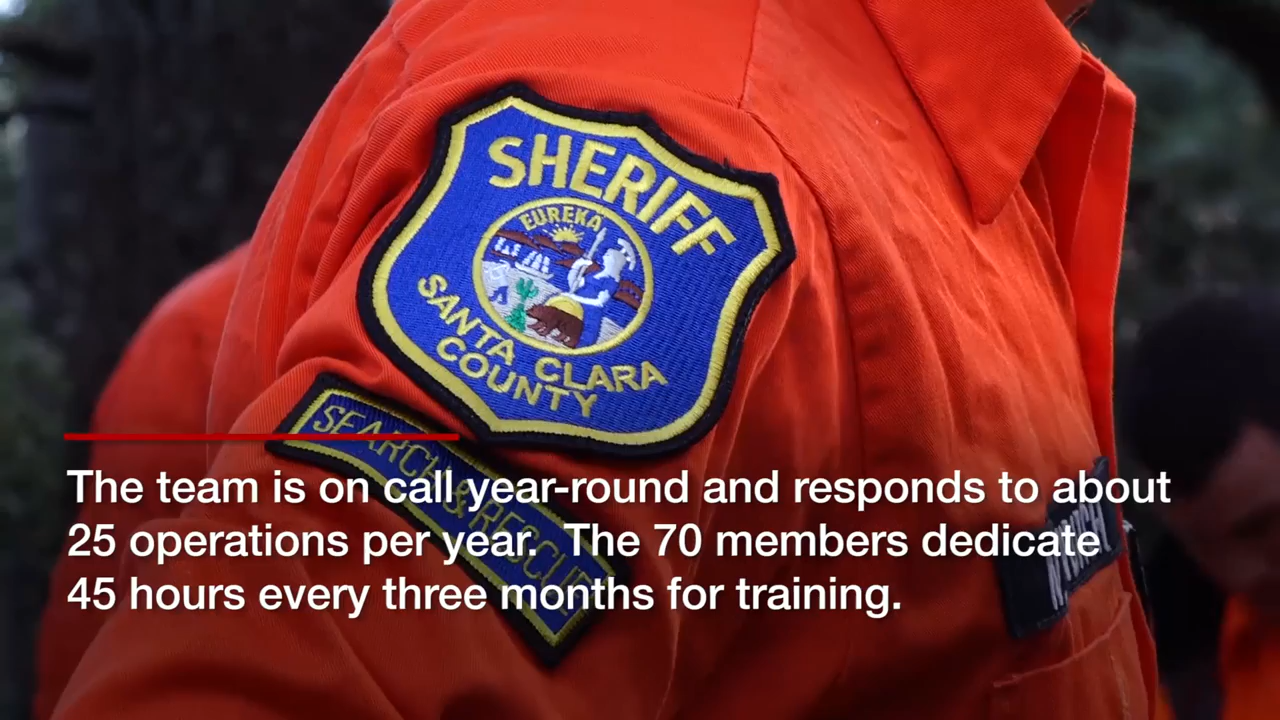 SHERIFF
EUREKA
SANTA CLARA
COUNTY
SEARCH & RESCUE
The team is on call year-round and responds to about
25 operations per year.  The 70 members dedicate
45 hours every three months for training.